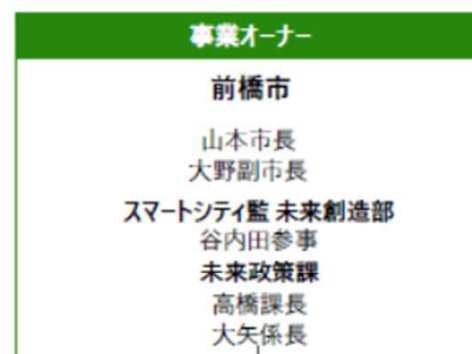 事業オーナー
前橋市
山本市長
大野副市長
スマートシティ監 未来創造部
谷内田参事
未来政策課
高橋課長
大矢係長